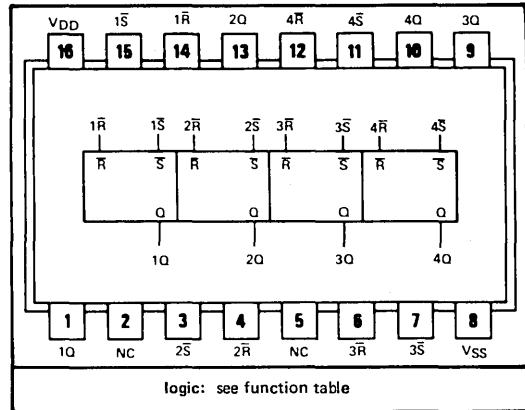 VDD 1S̅ 1R̅ 2Q 4R̅ 4S̅ 4Q 3Q
16 15 14 13 12 11 10 9
1R̅ 1S̅ 2R̅ 2S̅ 3R̅ 3S̅ 4R̅ 4S̅
R̅ S̅ R̅ S̅ R̅ S̅ R̅ S̅
Q Q Q Q
1Q 2Q 3Q 4Q
1 2 3 4 5 6 7 8
1Q NC 2S̅ 2R̅ NC 3R̅ 3S̅ VSS
logic: see function table